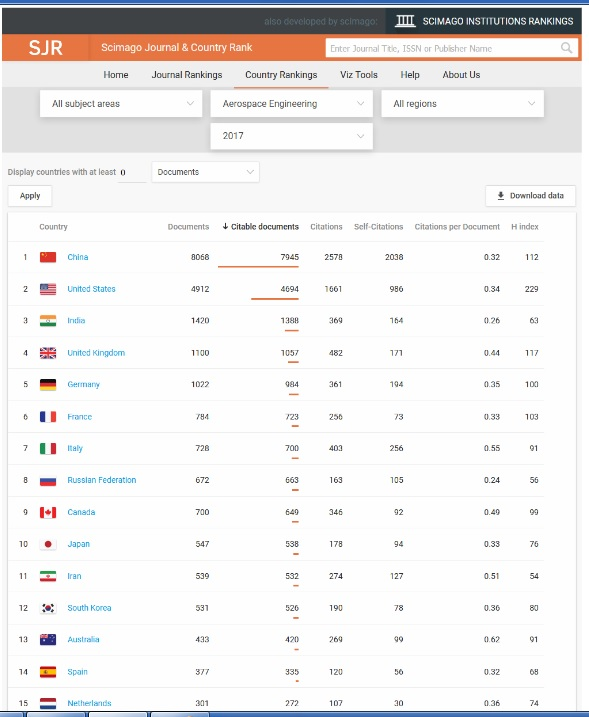 also developed by scimago: SCIMAGO INSTITUTIONS RANKINGS
SJR Scimago Journal & Country Rank Enter Journal Title, ISSN or Publisher Name
Home Journal Rankings Country Rankings Viz Tools Help About Us
All subject areas Aerospace Engineering All regions
2017
Display countries with at least 0 Documents
Apply Download data
Country Documents ↓ Citable documents Citations Self-Citations Citations per Document H index
1 China 8068 7945 2578 2038 0.32 112
2 United States 4912 4694 1661 986 0.34 229
3 India 1420 1388 369 164 0.26 63
4 United Kingdom 1100 1057 482 171 0.44 117
5 Germany 1022 984 361 194 0.35 100
6 France 784 723 256 73 0.33 103
7 Italy 728 700 403 256 0.55 91
8 Russian Federation 672 663 163 105 0.24 56
9 Canada 700 649 346 92 0.49 99
10 Japan 547 538 178 94 0.33 76
11 Iran 539 532 274 127 0.51 54
12 South Korea 531 526 190 78 0.36 80
13 Australia 433 420 269 99 0.62 91
14 Spain 377 335 120 56 0.32 68
15 Netherlands 301 272 107 30 0.36 74